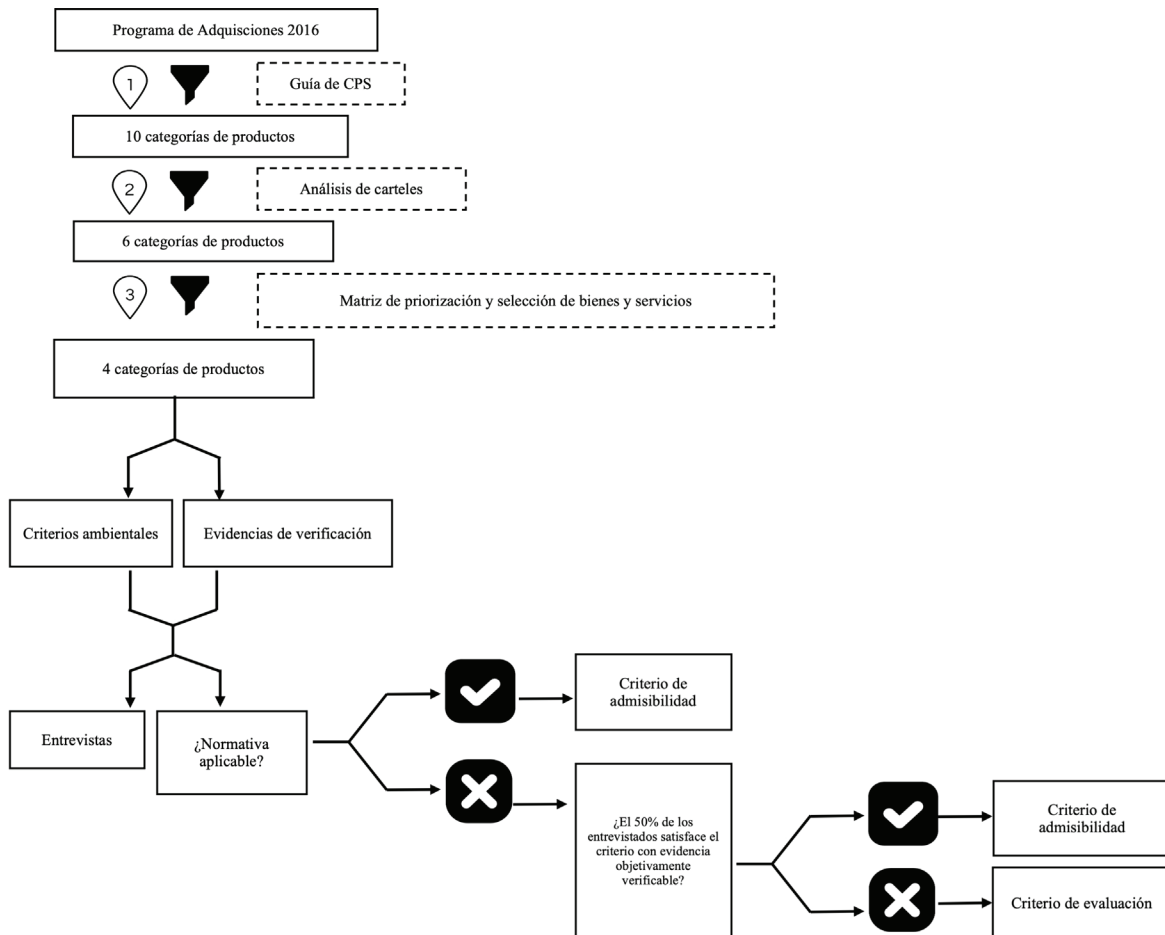 Programa de Adquisciones 2016
1
Guía de CPS
10 categorías de productos
2
Análisis de carteles
6 categorías de productos
3
Matriz de priorización y selección de bienes y servicios
4 categorías de productos
Criterios ambientales
Evidencias de verificación
Entrevistas
¿Normativa
aplicable?
Criterio de
admisibilidad
¿El 50% de los
entrevistados satisface el
criterio con evidencia
objetivamente
verificable?
Criterio de
admisibilidad
Criterio de evaluación